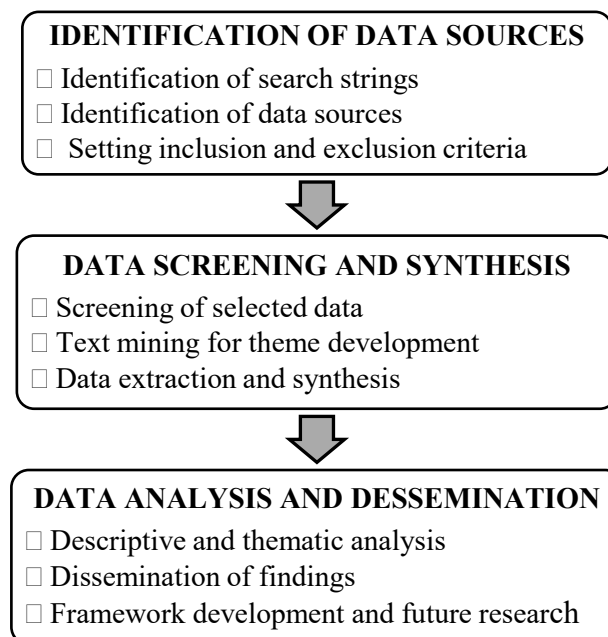 IDENTIFICATION OF DATA SOURCES
□ Identification of search strings
□ Identification of data sources
□ Setting inclusion and exclusion criteria
DATA SCREENING AND SYNTHESIS
□ Screening of selected data
□ Text mining for theme development
□ Data extraction and synthesis
DATA ANALYSIS AND DESSEMINATION
□ Descriptive and thematic analysis
□ Dissemination of findings
□ Framework development and future research